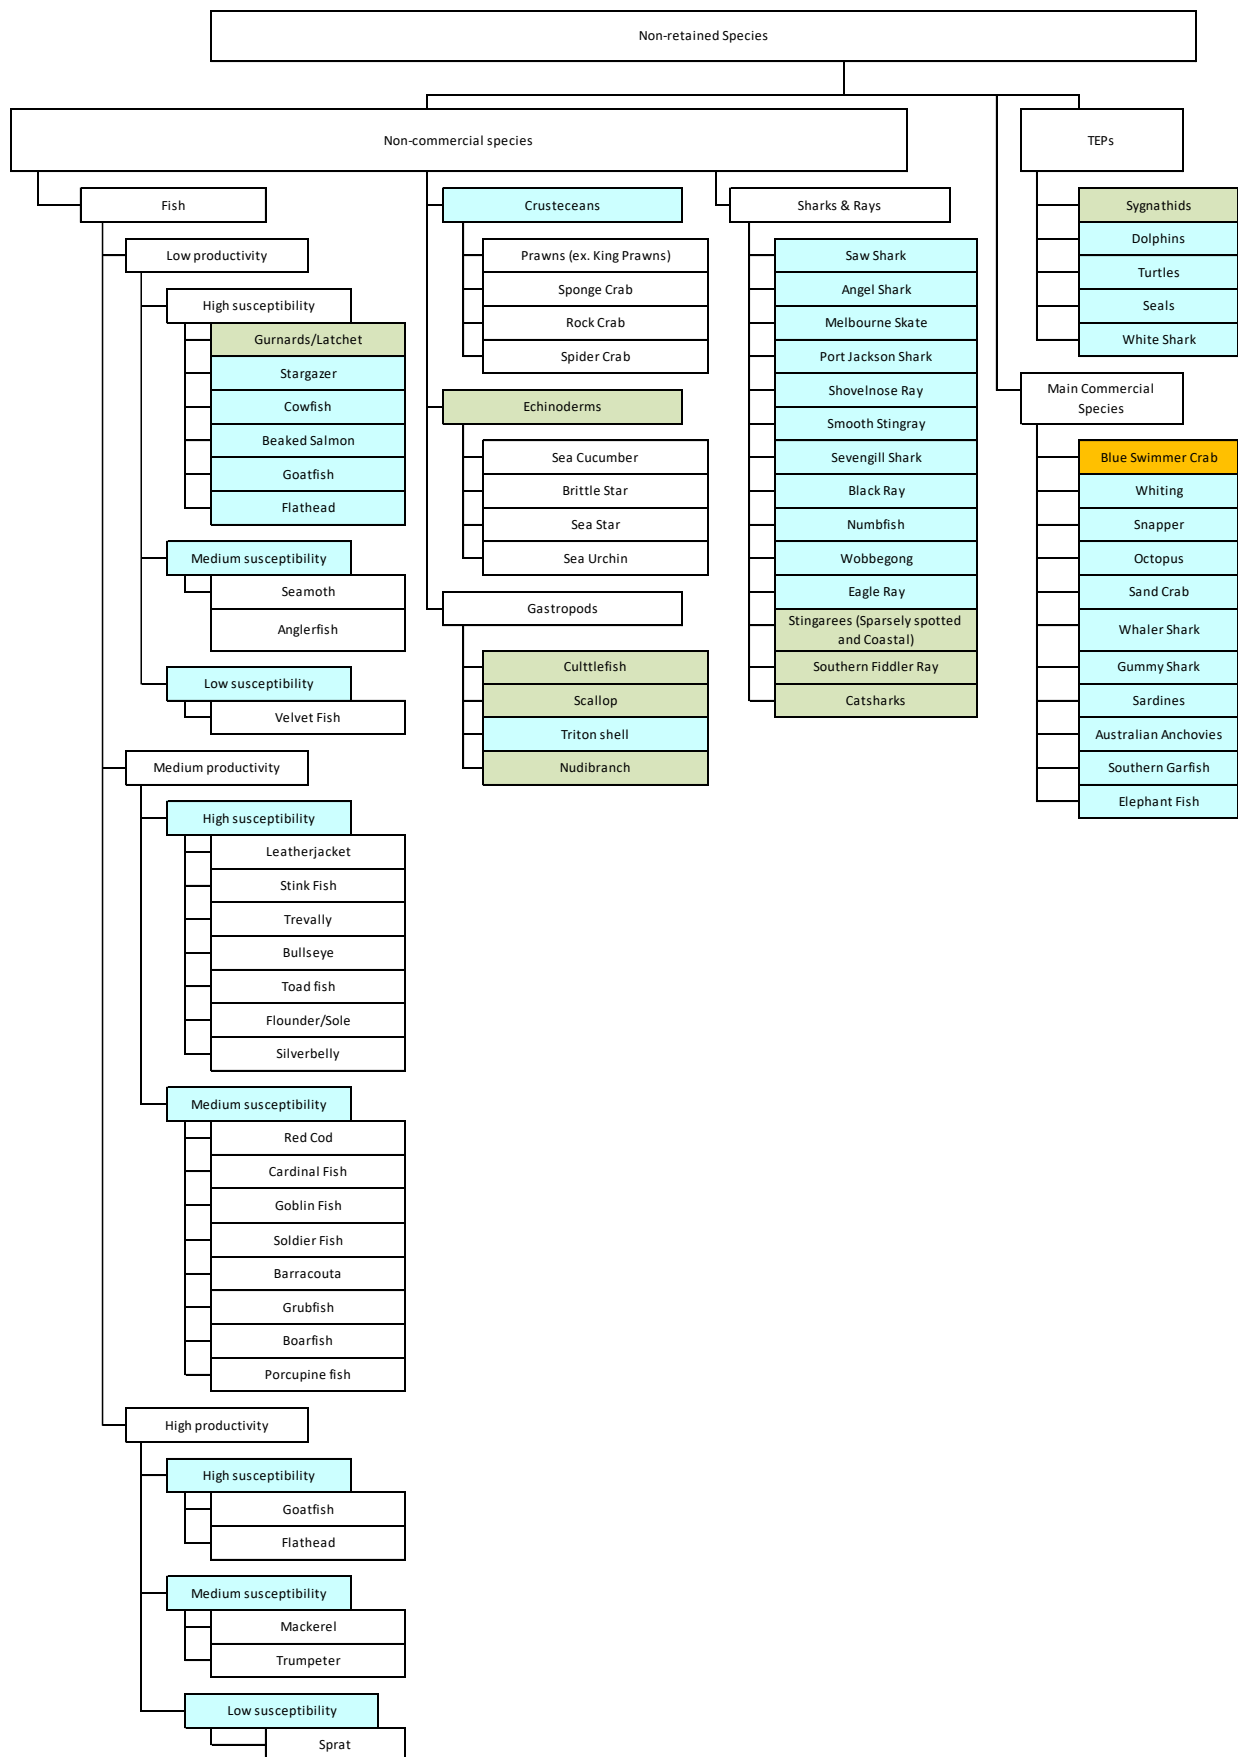 Non-retained Species
Non-commercial species
TEPs
Fish
Low productivity
High susceptibility
Gurnards/Latchet
Stargazer
Cowfish
Beaked Salmon
Goatfish
Flathead
Medium susceptibility
Seamoth
Anglerfish
Low susceptibility
Velvet Fish
Medium productivity
High susceptibility
Leatherjacket
Stink Fish
Trevally
Bullseye
Toad fish
Flounder/Sole
Silverbelly
Medium susceptibility
Red Cod
Cardinal Fish
Goblin Fish
Soldier Fish
Barracouta
Grubfish
Boarfish
Porcupine fish
High productivity
High susceptibility
Goatfish
Flathead
Medium susceptibility
Mackerel
Trumpeter
Low susceptibility
Sprat
Crusteceans
Prawns (ex. King Prawns)
Sponge Crab
Rock Crab
Spider Crab
Echinoderms
Sea Cucumber
Brittle Star
Sea Star
Sea Urchin
Gastropods
Culttlefish
Scallop
Triton shell
Nudibranch
Sharks & Rays
Saw Shark
Angel Shark
Melbourne Skate
Port Jackson Shark
Shovelnose Ray
Smooth Stingray
Sevengill Shark
Black Ray
Numbfish
Wobbegong
Eagle Ray
Stingarees (Sparsely spotted
and Coastal)
Southern Fiddler Ray
Catsharks
Sygnathids
Dolphins
Turtles
Seals
White Shark
Main Commercial
Species
Blue Swimmer Crab
Whiting
Snapper
Octopus
Sand Crab
Whaler Shark
Gummy Shark
Sardines
Australian Anchovies
Southern Garfish
Elephant Fish